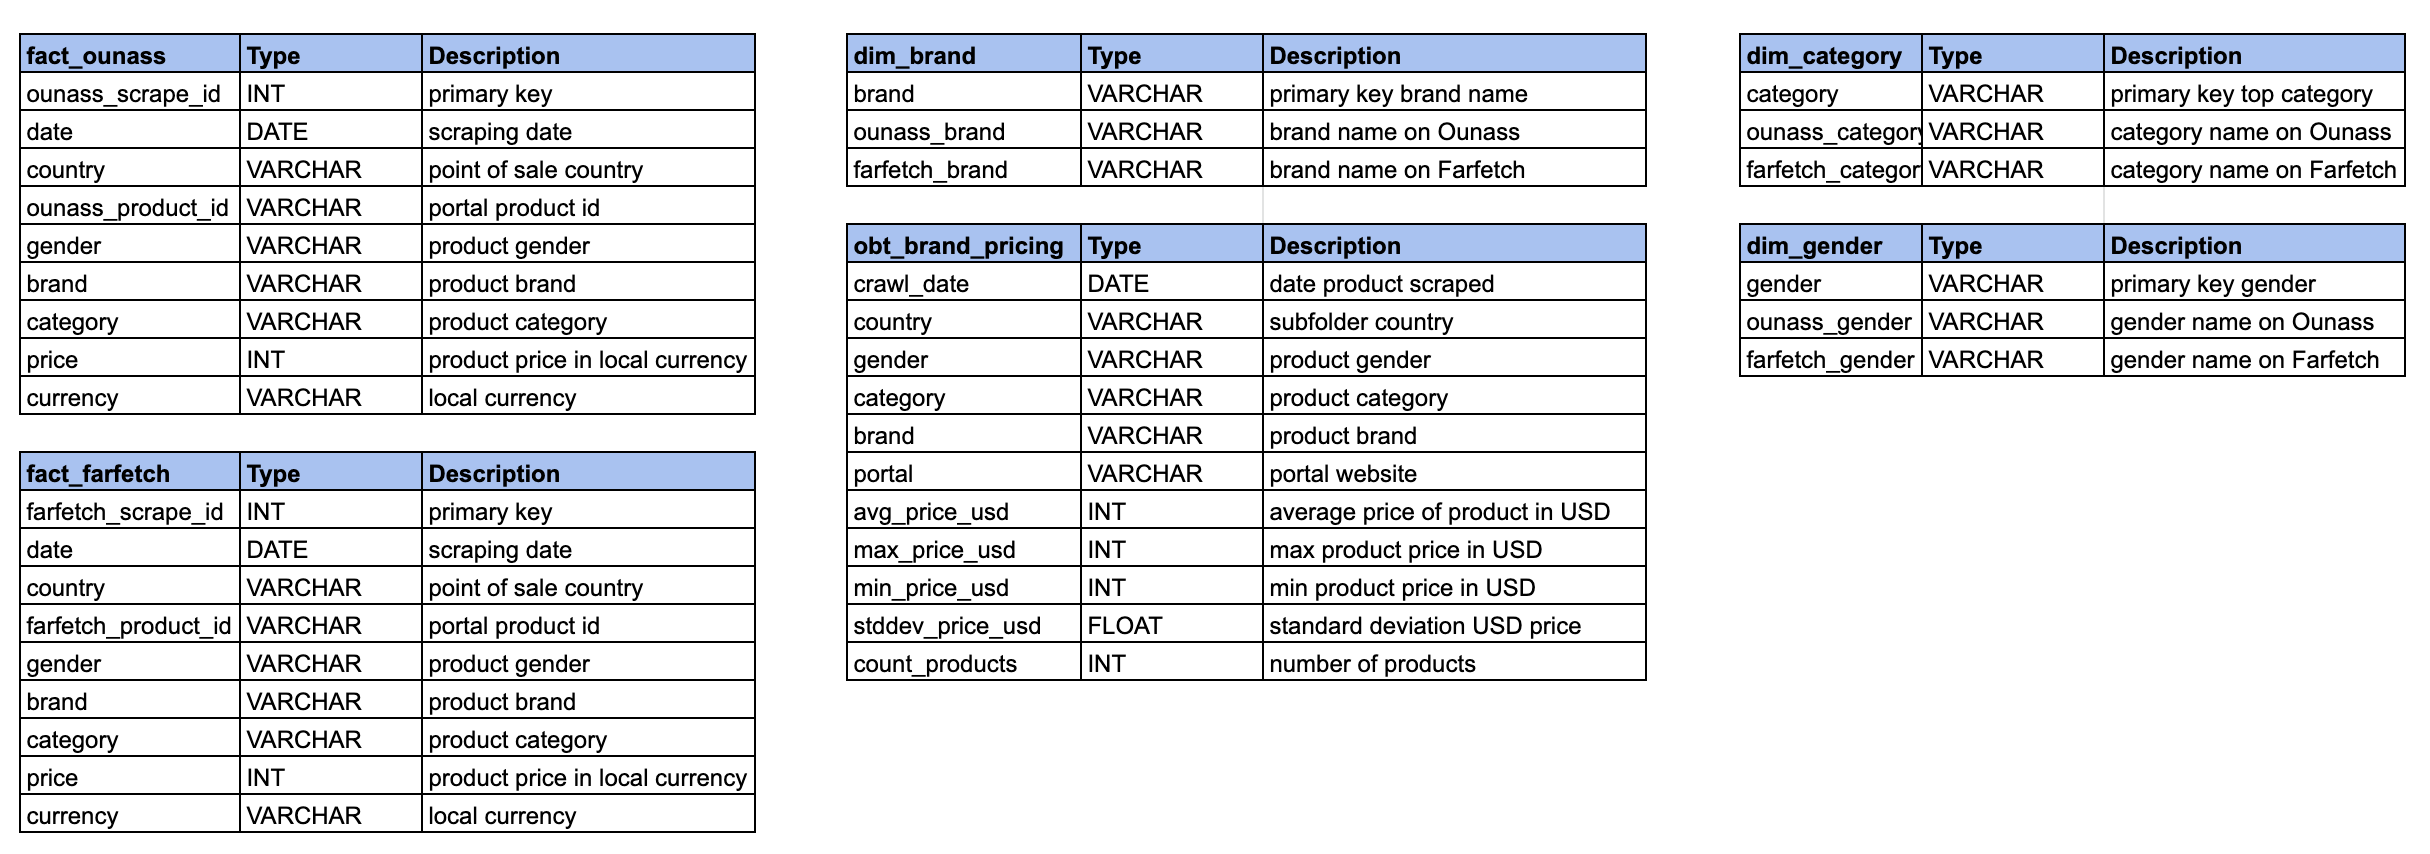 fact_ounass Type Description
ounass_scrape_id INT primary key
date DATE scraping date
country VARCHAR point of sale country
ounass_product_id VARCHAR portal product id
gender VARCHAR product gender
brand VARCHAR product brand
category VARCHAR product category
price INT product price in local currency
currency VARCHAR local currency
fact_farfetch Type Description
farfetch_scrape_id INT primary key
date DATE scraping date
country VARCHAR point of sale country
farfetch_product_id VARCHAR portal product id
gender VARCHAR product gender
brand VARCHAR product brand
category VARCHAR product category
price INT product price in local currency
currency VARCHAR local currency
dim_brand Type Description
brand VARCHAR primary key brand name
ounass_brand VARCHAR brand name on Ounass
farfetch_brand VARCHAR brand name on Farfetch
obt_brand_pricing Type Description
crawl_date DATE date product scraped
country VARCHAR subfolder country
gender VARCHAR product gender
category VARCHAR product category
brand VARCHAR product brand
portal VARCHAR portal website
avg_price_usd INT average price of product in USD
max_price_usd INT max product price in USD
min_price_usd INT min product price in USD
stddev_price_usd FLOAT standard deviation USD price
count_products INT number of products
dim_category Type Description
category VARCHAR primary key top category
ounass_category VARCHAR category name on Ounass
farfetch_categor VARCHAR category name on Farfetch
dim_gender Type Description
gender VARCHAR primary key gender
ounass_gender VARCHAR gender name on Ounass
farfetch_gender VARCHAR gender name on Farfetch